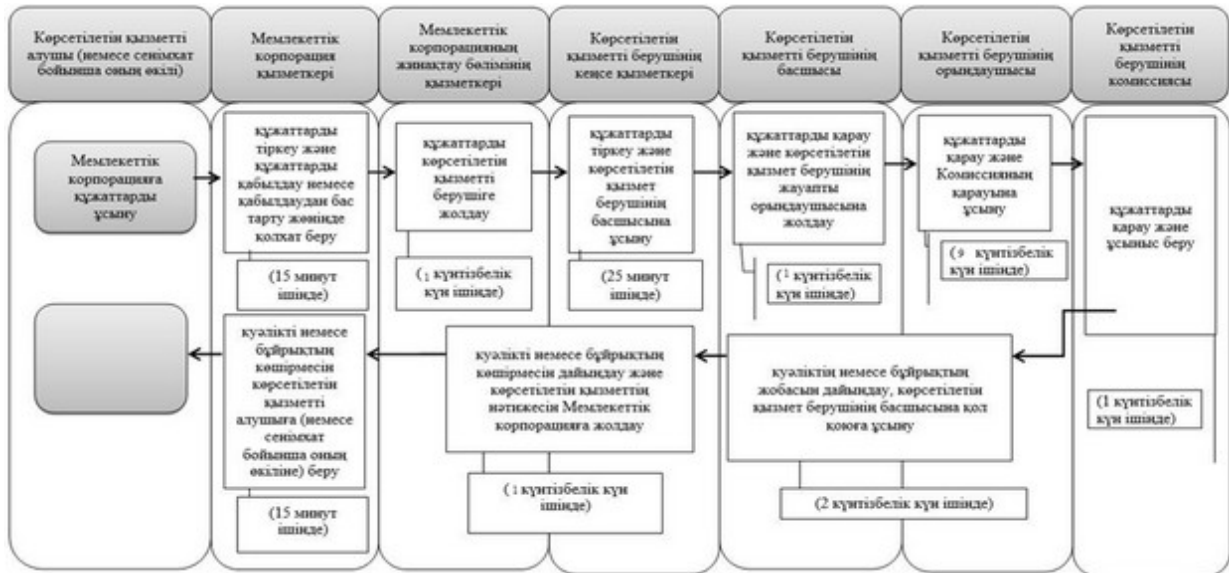 Көрсетілетін қызметті
алушы (немесе сенімхат
бойынша оның өкілі)
Мемлекеттік
корпорация
қызметкері
Мемлекеттік
корпорацияның
жинақтау бөлімінің
қызметкері
Көрсетілетін
қызметті берушінің
кеңсе қызметкері
Көрсетілетін
қызметті берушінің
басшысы
Көрсетілетін
қызметті берушінің
орындаушысы
Көрсетілетін
қызметті
берушінің
комиссиясы
Мемлекеттік
корпорацияға
құжаттарды
ұсыну
құжаттарды
тіркеу және
құжаттарды
қабылдау немесе
қабылдаудан бас
тарту жөнінде
қолхат беру
(15 минут
ішінде)
құжаттарды
көрсетілетін
қызметті
берушіге
жолдау
(1 күнтізбелік
күн ішінде)
құжаттарды
тіркеу және
көрсетілетін
қызмет
берушінің
басшысына
ұсыну
(25 минут
ішінде)
құжаттарды қарау
және көрсетілетін
қызмет берушінің
жауапты
орындаушысына
жолдау
(1 күнтізбелік
күн ішінде)
құжаттарды
қарау және
Комиссияның
қарауына
ұсыну
(9 күнтізбелік
күн ішінде)
құжаттарды
қарау және
ұсыныс беру
(1 күнтізбелік
күн ішінде)
куәліктің немесе бұйрықтың
жобасын дайындау, көрсетілетін
қызмет берушінің басшысына қол
қоюға ұсыну
(2 күнтізбелік күн ішінде)
куәлікті немесе бұйрықтың
көшірмесін дайындау және
көрсетілетін қызметтің
нәтижесін Мемлекеттік
корпорацияға жолдау
(1 күнтізбелік күн
ішінде)
куәлікті немесе
бұйрықтың
көшірмесін
көрсетілетін
қызметті
алушыға (немесе
сенімхат
бойынша оның
өкіліне) беру
(15 минут
ішінде)